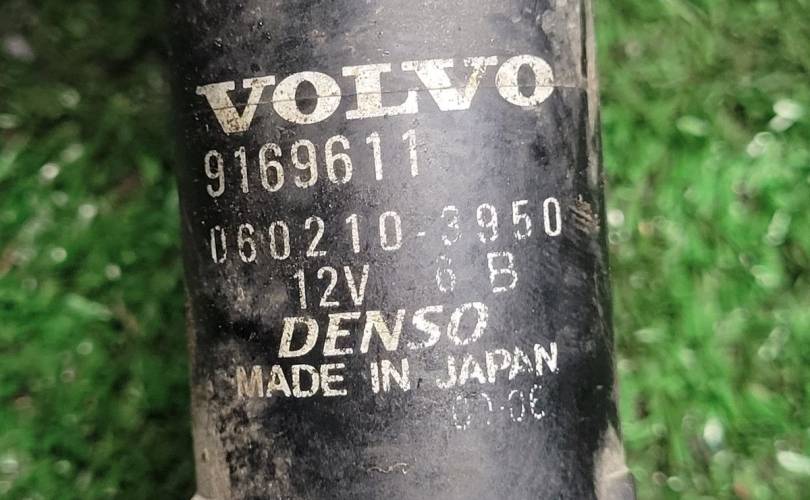 VOLVO
9169611
060210-3950
12V 6 B
DENSO
MADE IN JAPAN